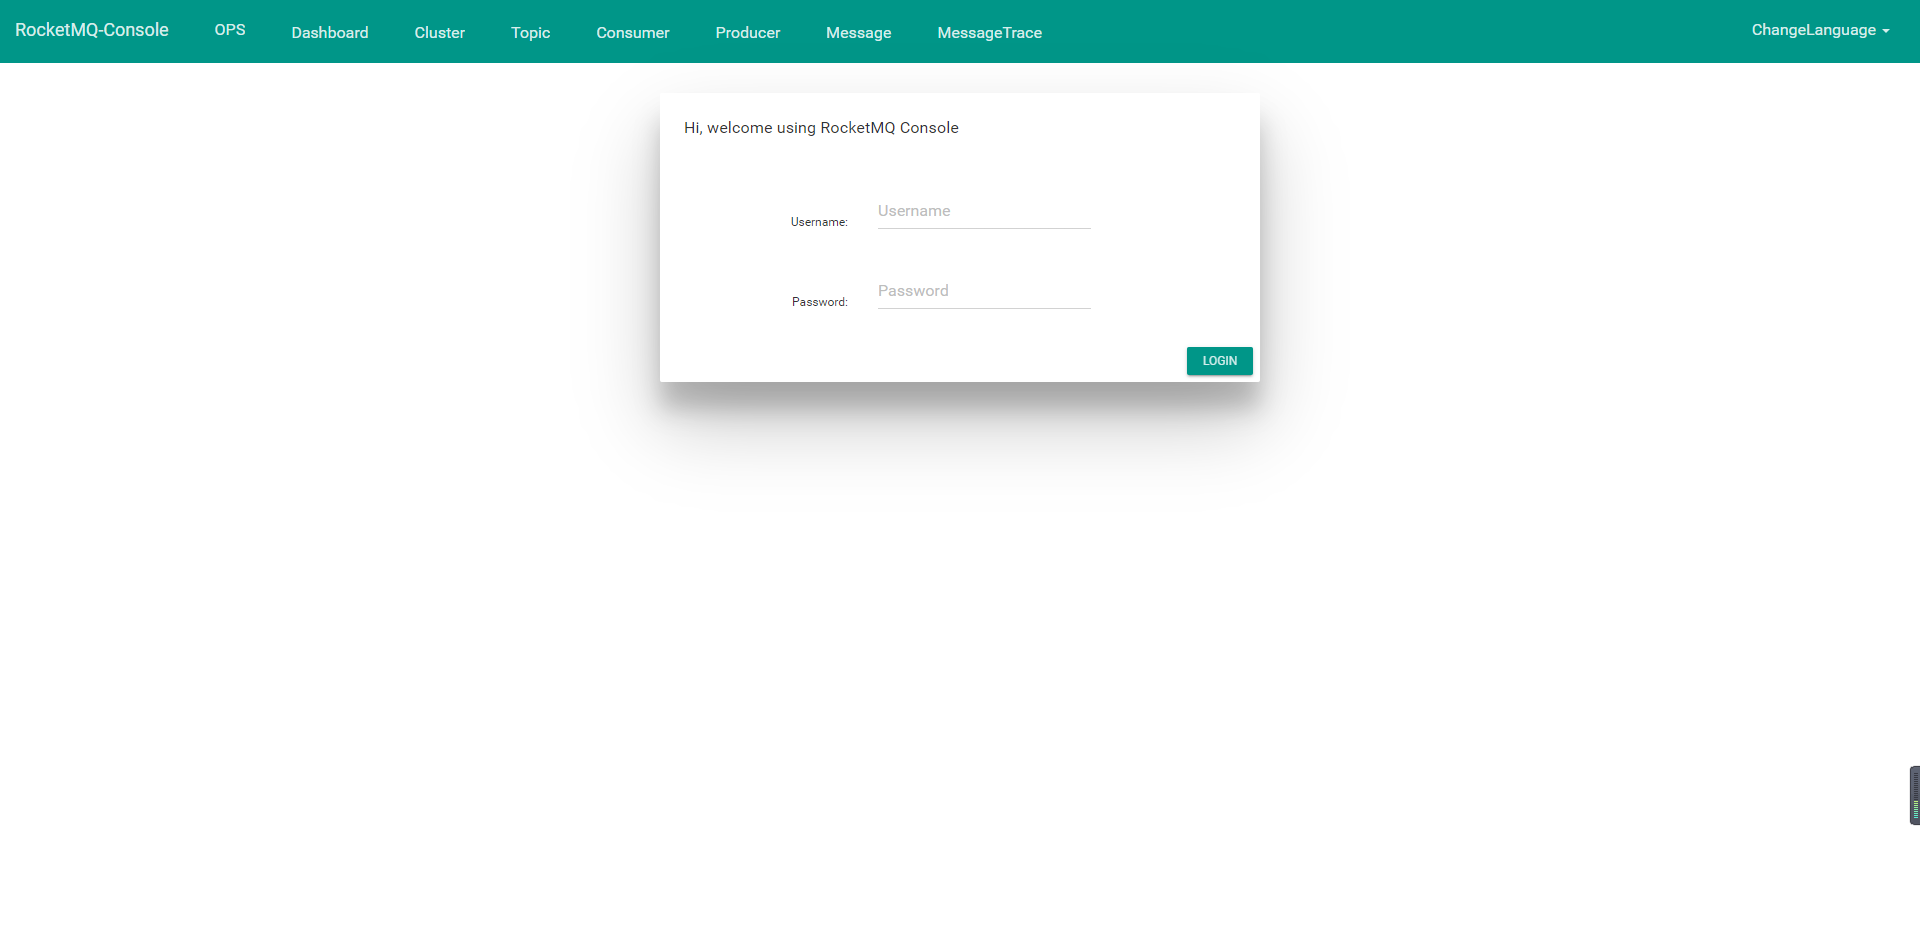 RocketMQ-Console OPS Dashboard Cluster Topic Consumer Producer Message MessageTrace ChangeLanguage
Hi, welcome using RocketMQ Console
Username: Username
Password: Password
LOGIN